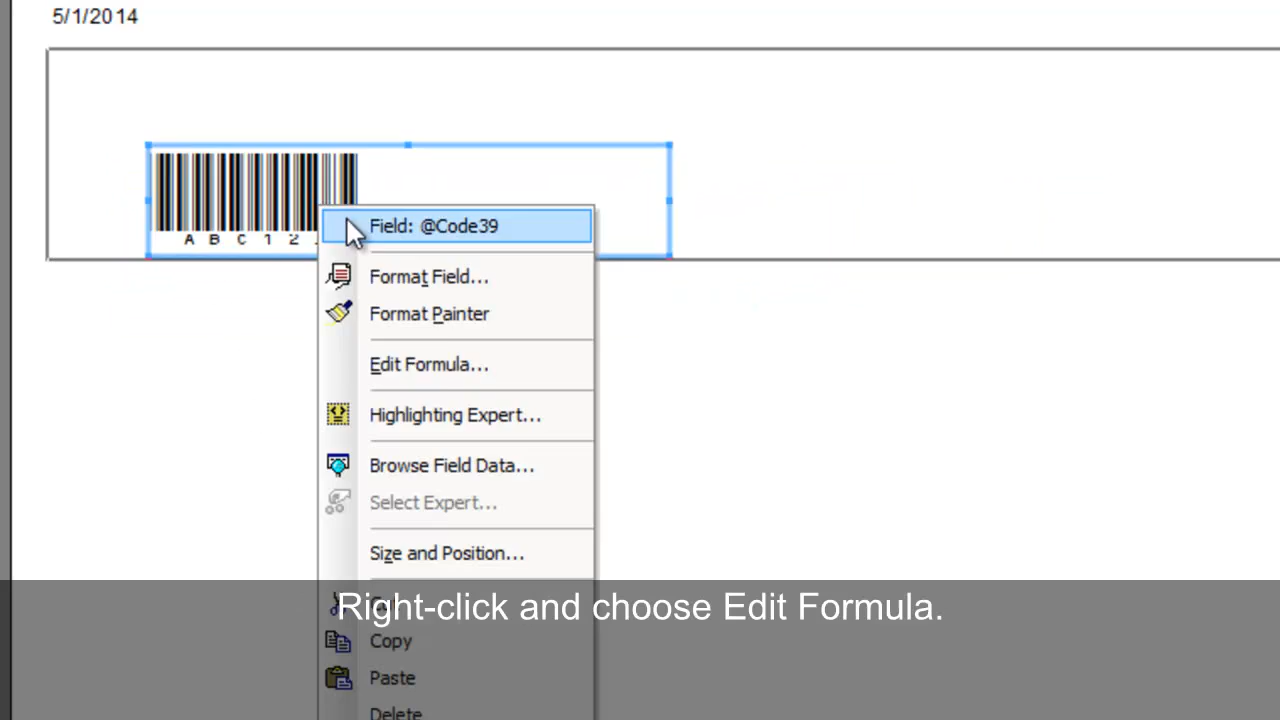 5/1/2014
A B C 1 2
Field: @Code39
Format Field...
Format Painter
Edit Formula...
Highlighting Expert...
Browse Field Data...
Select Expert...
Size and Position...
Right-click and choose Edit Formula.
Copy
Paste
Delete